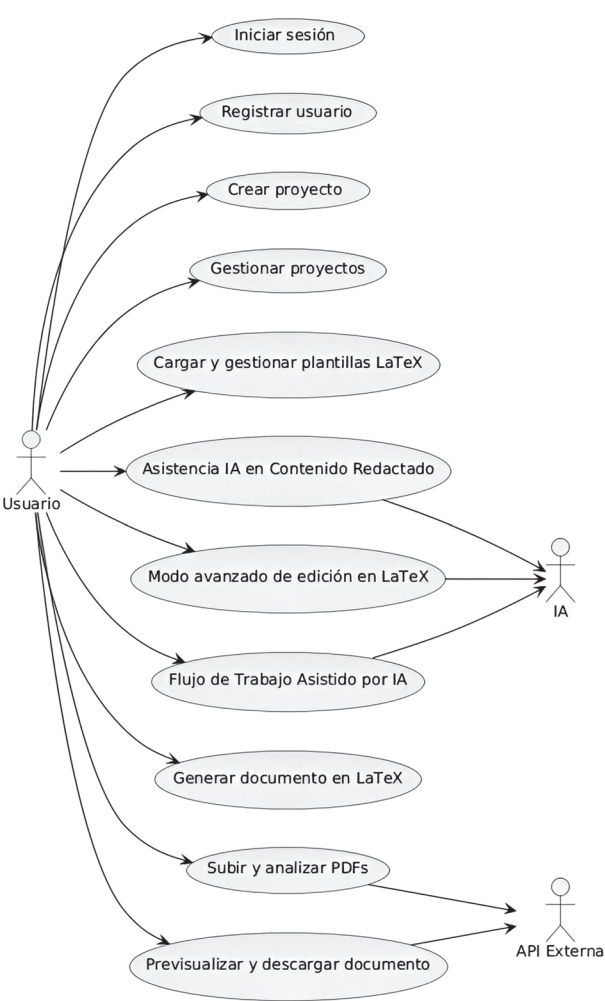 Iniciar sesión
Registrar usuario
Crear proyecto
Gestionar proyectos
Cargar y gestionar plantillas LaTeX
Asistencia IA en Contenido Redactado
Usuario
Modo avanzado de edición en LaTeX
IA
Flujo de Trabajo Asistido por IA
Generar documento en LaTeX
Subir y analizar PDFs
API Externa
Previsualizar y descargar documento